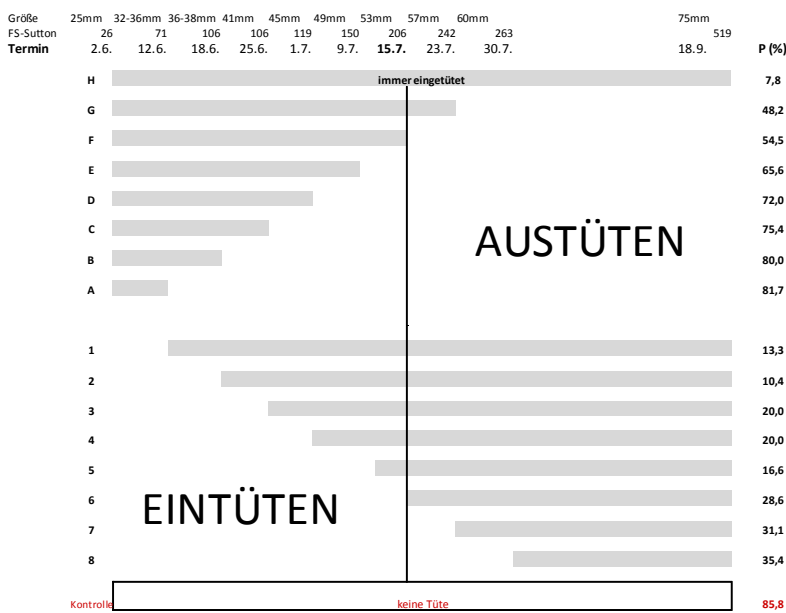 Größe 25mm 32-36mm 36-38mm 41mm 45mm 49mm 53mm 57mm 60mm 75mm
FS-Sutton 26 71 106 106 119 150 206 242 263 519
Termin 2.6. 12.6. 18.6. 25.6. 1.7. 9.7. 15.7. 23.7. 30.7. 18.9. P (%)
H immer eingetütet 7,8
G 48,2
F 54,5
E 65,6
D 72,0
C 75,4
AUSTÜTEN
B 80,0
A 81,7
1 13,3
2 10,4
3 20,0
4 20,0
5 16,6
6 28,6
EINTÜTEN
7 31,1
8 35,4
Kontrolle keine Tüte 85,8